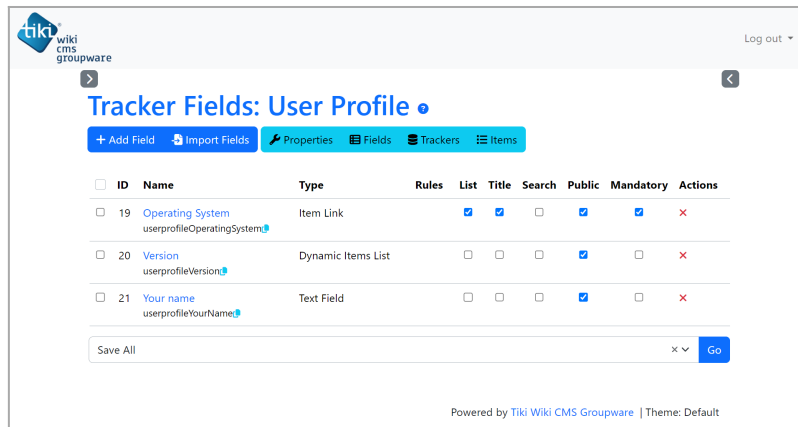 tiki
wiki
cms
groupware
Log out
Tracker Fields: User Profile
Add Field Import Fields Properties Fields Trackers Items
ID Name Type Rules List Title Search Public Mandatory Actions
19 Operating System Item Link
userprofileOperatingSystem
20 Version Dynamic Items List
userprofileVersion
21 Your name Text Field
userprofileYourName
Save All Go
Powered by Tiki Wiki CMS Groupware | Theme: Default